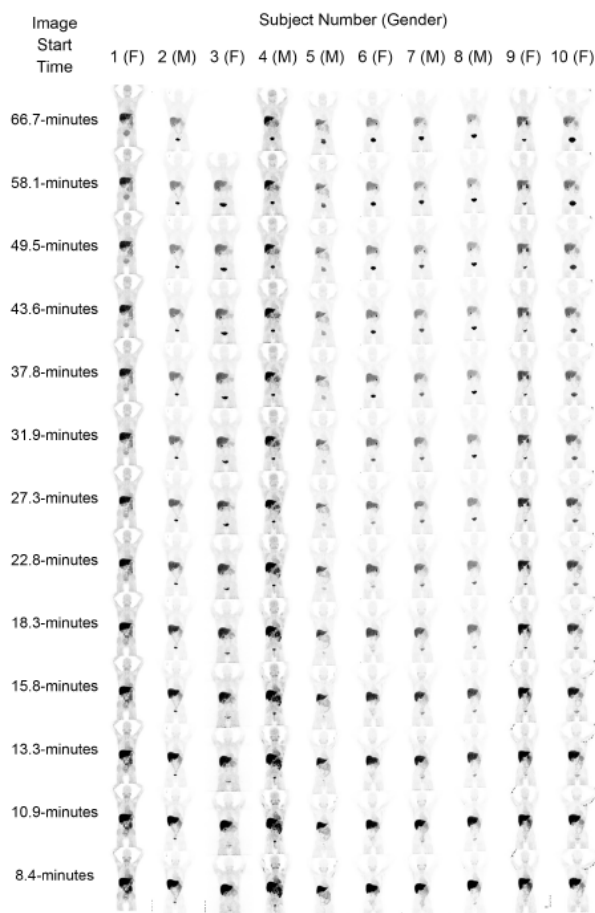 Image
Start
Time
Subject Number (Gender)
1 (F) 2 (M) 3 (F) 4 (M) 5 (M) 6 (F) 7 (M) 8 (M) 9 (F) 10 (F)
66.7-minutes
58.1-minutes
49.5-minutes
43.6-minutes
37.8-minutes
31.9-minutes
27.3-minutes
22.8-minutes
18.3-minutes
15.8-minutes
13.3-minutes
10.9-minutes
8.4-minutes